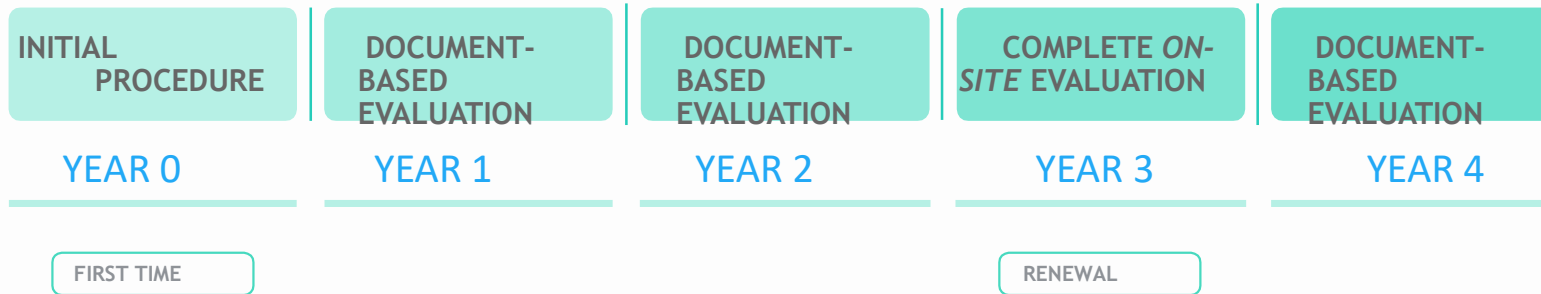 INITIAL
PROCEDURE
DOCUMENT-
BASED
EVALUATION
DOCUMENT-
BASED
EVALUATION
COMPLETE ON-
SITE EVALUATION
DOCUMENT-
BASED
EVALUATION
YEAR 0
YEAR 1
YEAR 2
YEAR 3
YEAR 4
FIRST TIME
RENEWAL